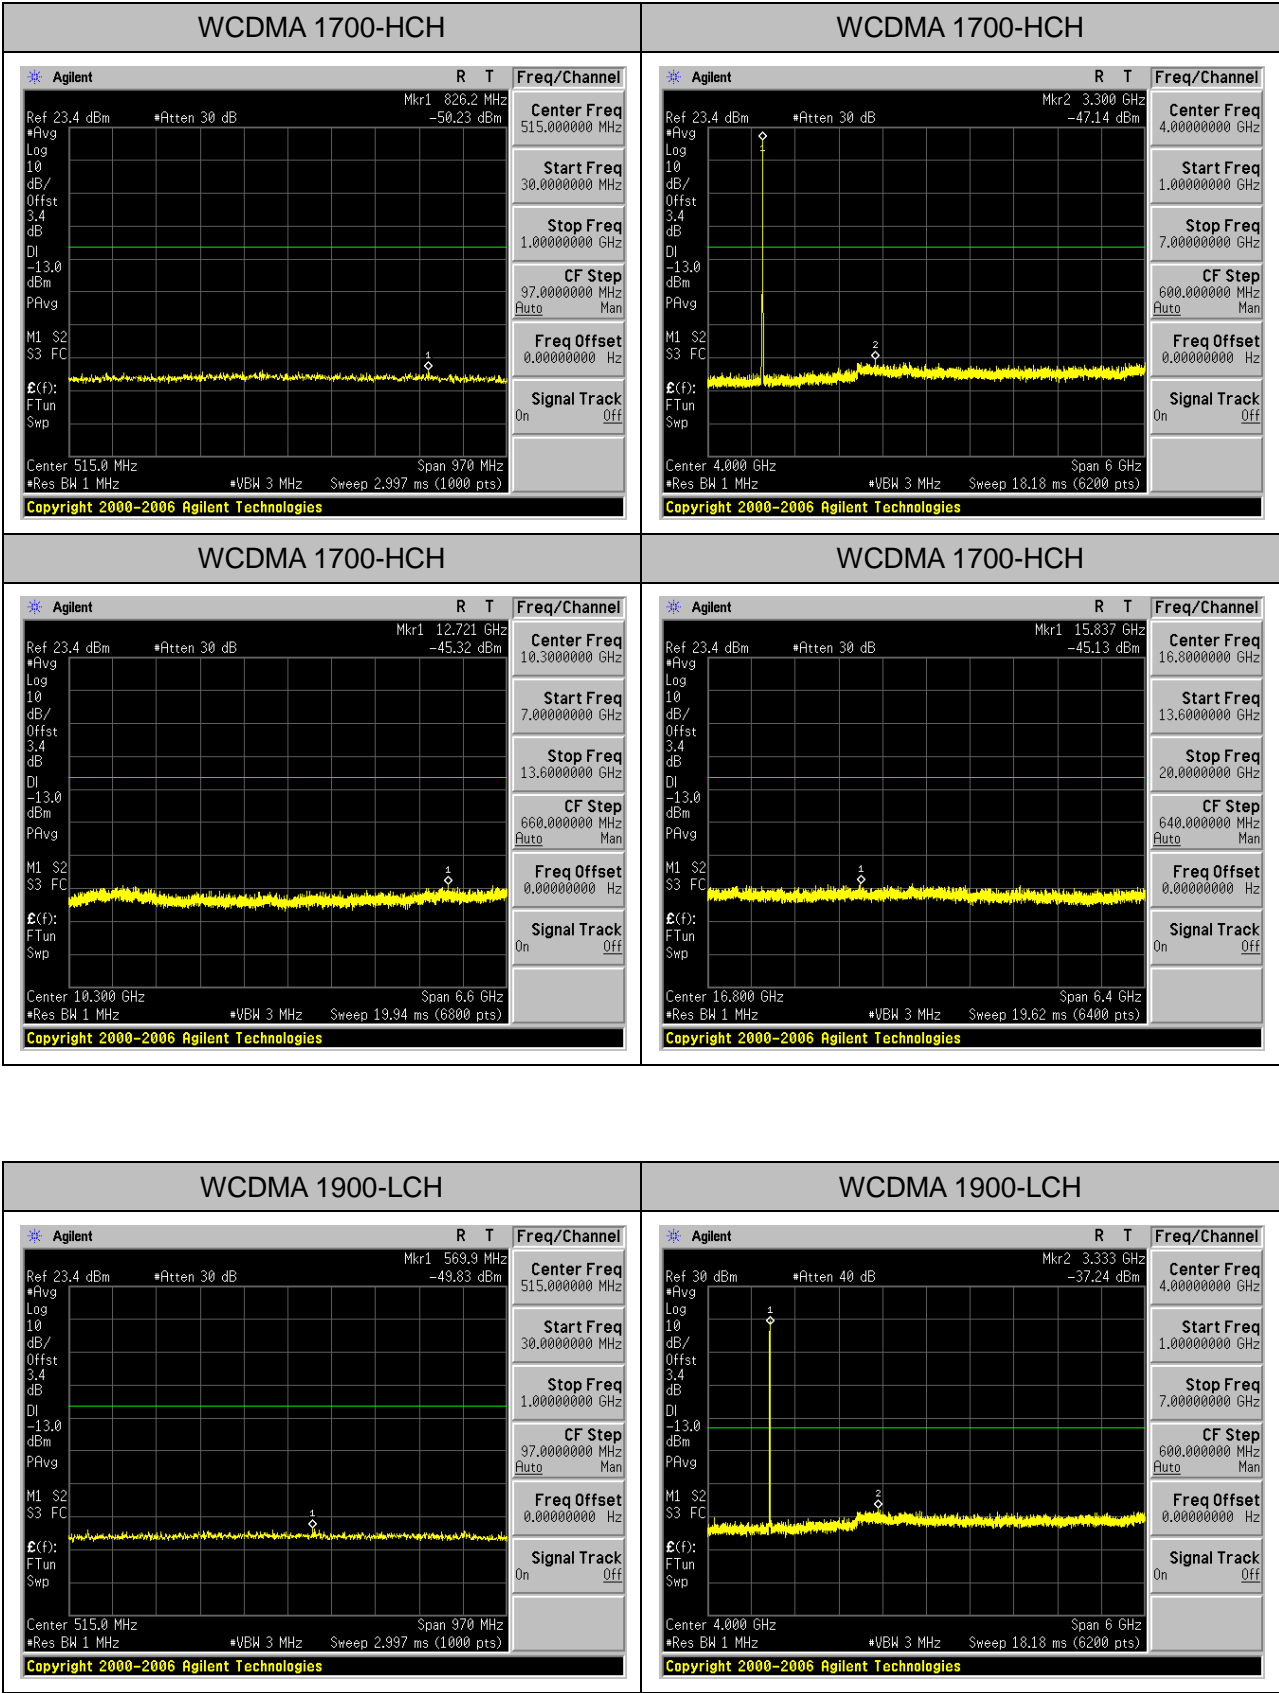 WCDMA 1700-HCH
Agilent R T Freq/Channel
Mkr1 826.2 MHz
Ref 23.4 dBm #Atten 30 dB -50.23 dBm
#Avg
Log
10
dB/
Offst
3.4
dB
DI
-13.0
dBm
PAvg
M1 S2
S3 FC
£(f):
FTun
Swp
1
Center 515.0 MHz Span 970 MHz
#Res BW 1 MHz #VBW 3 MHz Sweep 2.997 ms (1000 pts)
Copyright 2000-2006 Agilent Technologies
Center Freq
515.000000 MHz
Start Freq
30.0000000 MHz
Stop Freq
1.00000000 GHz
CF Step
97.0000000 MHz
Auto Man
Freq Offset
0.00000000 Hz
Signal Track
On Off
WCDMA 1700-HCH
Agilent R T Freq/Channel
Mkr2 3.300 GHz
Ref 23.4 dBm #Atten 30 dB -47.14 dBm
#Avg
Log
10
dB/
Offst
3.4
dB
DI
-13.0
dBm
PAvg
M1 S2
S3 FC
£(f):
FTun
Swp
1
2
Center 4.000 GHz Span 6 GHz
#Res BW 1 MHz #VBW 3 MHz Sweep 18.18 ms (6200 pts)
Copyright 2000-2006 Agilent Technologies
Center Freq
4.00000000 GHz
Start Freq
1.00000000 GHz
Stop Freq
7.00000000 GHz
CF Step
600.000000 MHz
Auto Man
Freq Offset
0.00000000 Hz
Signal Track
On Off
WCDMA 1700-HCH
Agilent R T Freq/Channel
Mkr1 12.721 GHz
Ref 23.4 dBm #Atten 30 dB -45.32 dBm
#Avg
Log
10
dB/
Offst
3.4
dB
DI
-13.0
dBm
PAvg
M1 S2
S3 FC
£(f):
FTun
Swp
1
Center 10.300 GHz Span 6.6 GHz
#Res BW 1 MHz #VBW 3 MHz Sweep 19.94 ms (6800 pts)
Copyright 2000-2006 Agilent Technologies
Center Freq
10.3000000 GHz
Start Freq
7.00000000 GHz
Stop Freq
13.6000000 GHz
CF Step
660.000000 MHz
Auto Man
Freq Offset
0.00000000 Hz
Signal Track
On Off
WCDMA 1700-HCH
Agilent R T Freq/Channel
Mkr1 15.837 GHz
Ref 23.4 dBm #Atten 30 dB -45.13 dBm
#Avg
Log
10
dB/
Offst
3.4
dB
DI
-13.0
dBm
PAvg
M1 S2
S3 FC
£(f):
FTun
Swp
1
Center 16.800 GHz Span 6.4 GHz
#Res BW 1 MHz #VBW 3 MHz Sweep 19.62 ms (6400 pts)
Copyright 2000-2006 Agilent Technologies
Center Freq
16.8000000 GHz
Start Freq
13.6000000 GHz
Stop Freq
20.0000000 GHz
CF Step
640.000000 MHz
Auto Man
Freq Offset
0.00000000 Hz
Signal Track
On Off
WCDMA 1900-LCH
Agilent R T Freq/Channel
Mkr1 569.9 MHz
Ref 23.4 dBm #Atten 30 dB -49.83 dBm
#Avg
Log
10
dB/
Offst
3.4
dB
DI
-13.0
dBm
PAvg
M1 S2
S3 FC
£(f):
FTun
Swp
1
Center 515.0 MHz Span 970 MHz
#Res BW 1 MHz #VBW 3 MHz Sweep 2.997 ms (1000 pts)
Copyright 2000-2006 Agilent Technologies
Center Freq
515.000000 MHz
Start Freq
30.0000000 MHz
Stop Freq
1.00000000 GHz
CF Step
97.0000000 MHz
Auto Man
Freq Offset
0.00000000 Hz
Signal Track
On Off
WCDMA 1900-LCH
Agilent R T Freq/Channel
Mkr2 3.333 GHz
Ref 30 dBm #Atten 40 dB -37.24 dBm
#Avg
Log
10
dB/
Offst
3.4
dB
DI
-13.0
dBm
PAvg
M1 S2
S3 FC
£(f):
FTun
Swp
1
2
Center 4.000 GHz Span 6 GHz
#Res BW 1 MHz #VBW 3 MHz Sweep 18.18 ms (6200 pts)
Copyright 2000-2006 Agilent Technologies
Center Freq
4.00000000 GHz
Start Freq
1.00000000 GHz
Stop Freq
7.00000000 GHz
CF Step
600.000000 MHz
Auto Man
Freq Offset
0.00000000 Hz
Signal Track
On Off